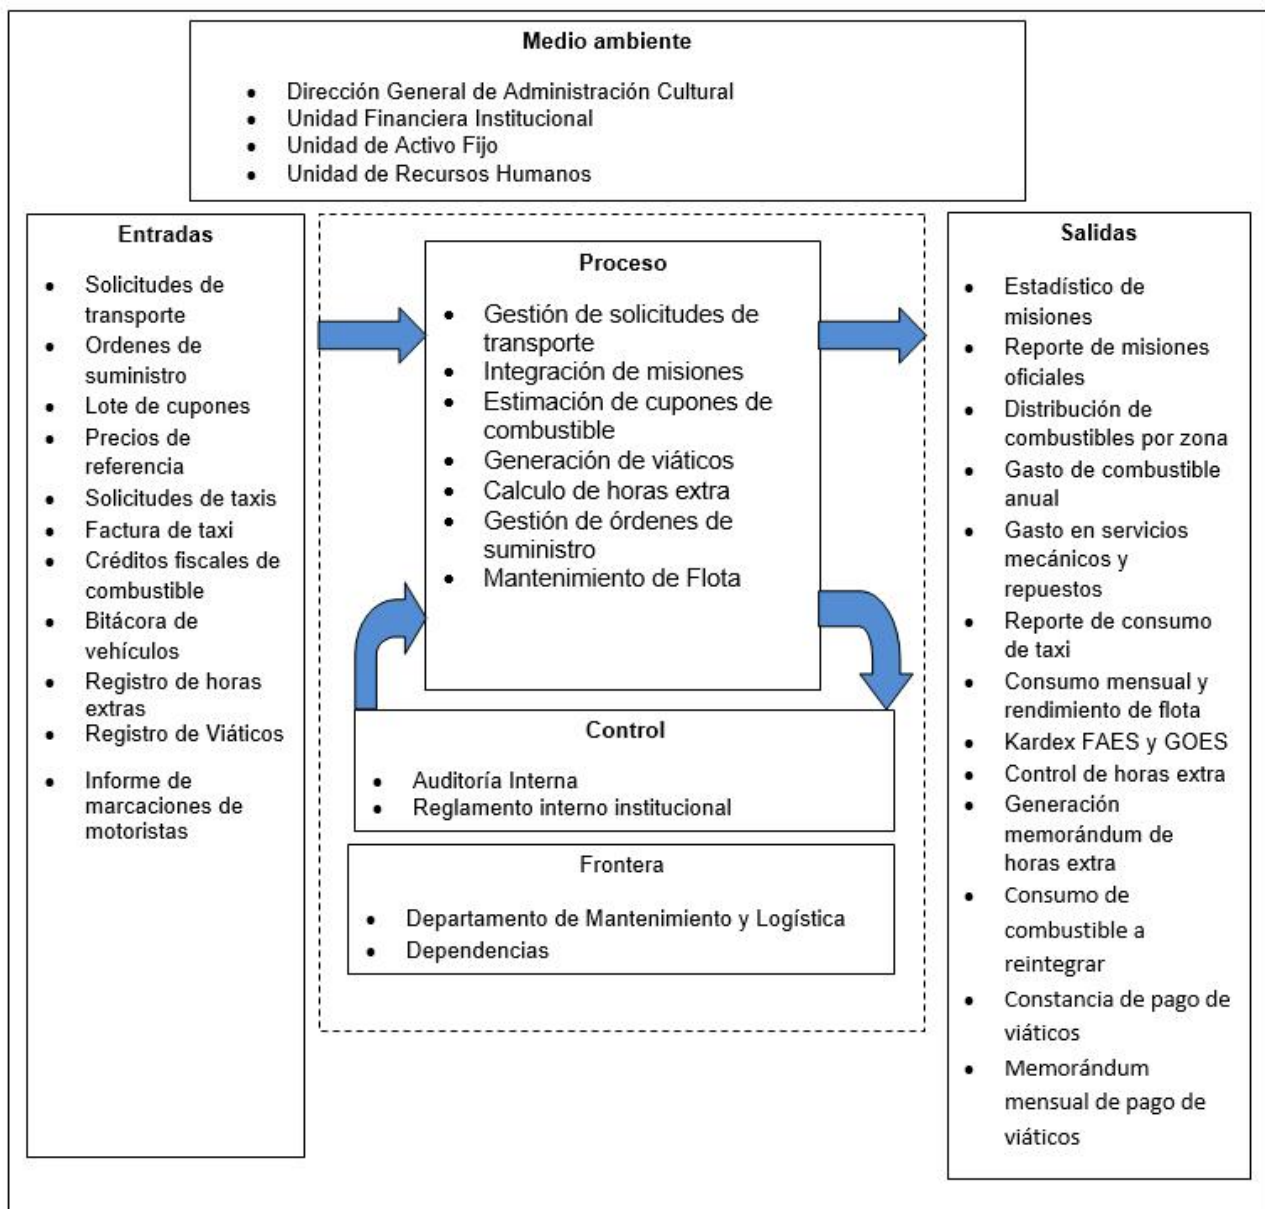 Medio ambiente
• Dirección General de Administración Cultural
• Unidad Financiera Institucional
• Unidad de Activo Fijo
• Unidad de Recursos Humanos
Entradas
• Solicitudes de
transporte
• Ordenes de
suministro
• Lote de cupones
• Precios de
referencia
• Solicitudes de taxis
• Factura de taxi
• Créditos fiscales de
combustible
• Bitácora de
vehículos
• Registro de horas
extras
• Registro de Viáticos
• Informe de
marcaciones de
motoristas
Proceso
• Gestión de solicitudes de
transporte
• Integración de misiones
• Estimación de cupones de
combustible
• Generación de viáticos
• Calculo de horas extra
• Gestión de órdenes de
suministro
• Mantenimiento de Flota
Control
• Auditoría Interna
• Reglamento interno institucional
Frontera
• Departamento de Mantenimiento y Logística
• Dependencias
Salidas
• Estadístico de
misiones
• Reporte de misiones
oficiales
• Distribución de
combustibles por zona
• Gasto de combustible
anual
• Gasto en servicios
mecánicos y
repuestos
• Reporte de consumo
de taxi
• Consumo mensual y
rendimiento de flota
• Kardex FAES y GOES
• Control de horas extra
• Generación
memorándum de
horas extra
• Consumo de
combustible a
reintegrar
• Constancia de pago de
viáticos
• Memorándum
mensual de pago de
viáticos